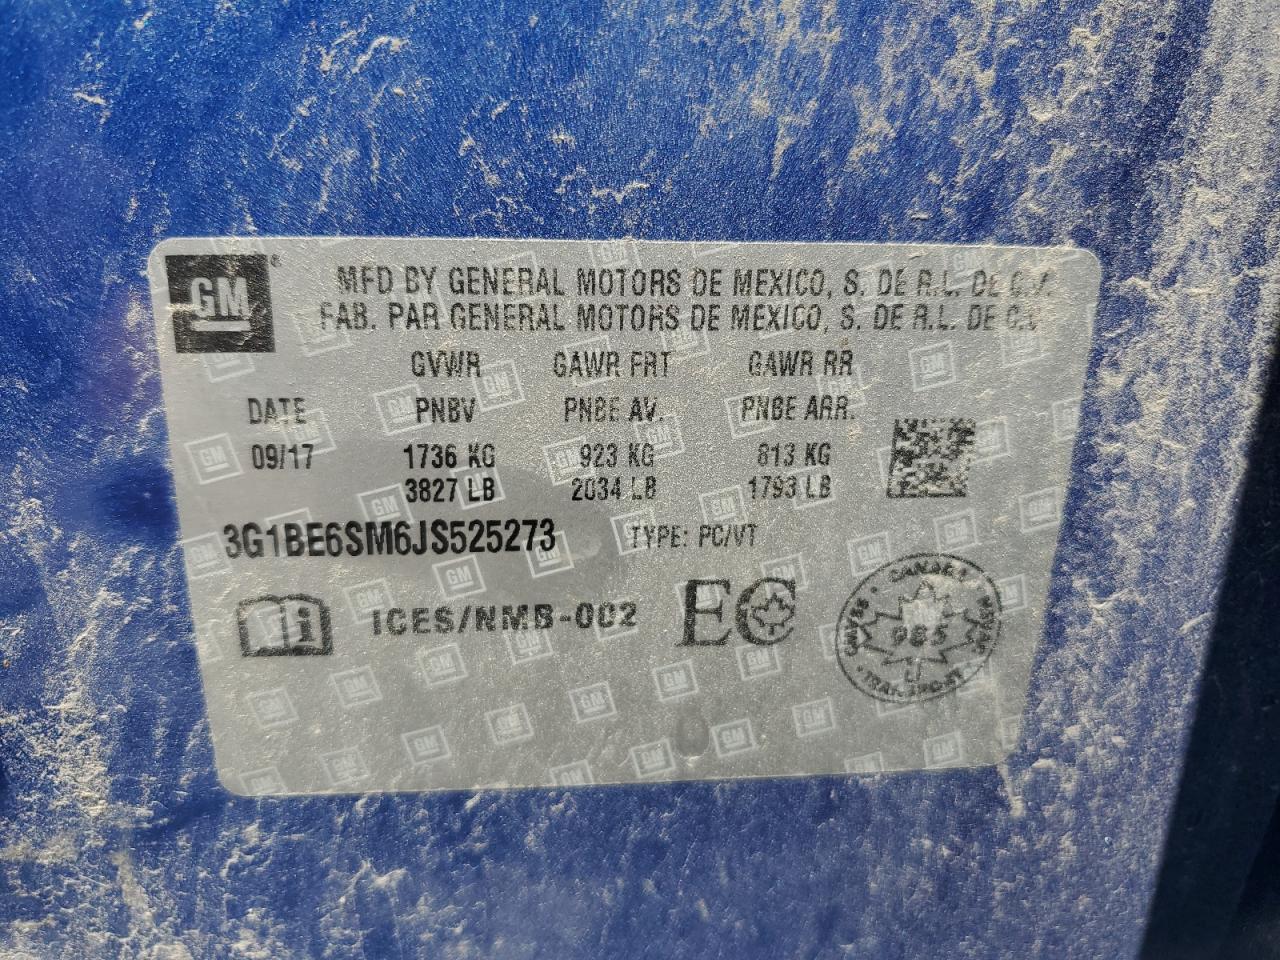 GM
MFD BY GENERAL MOTORS DE MEXICO, S. DE R.L. DE C.V.
FAB. PAR GENERAL MOTORS DE MEXICO, S. DE R.L. DE C.V.
GVWR GAWR FRT GAWR RR
DATE PNBV PNBE AV. PNBE ARR.
09/17 1736 KG 923 KG 813 KG
3827 LB 2034 LB 1793 LB
3G1BE6SM6JS525273 TYPE: PC/VT
i ICES/NMB-002 EC
CANADA
985
TRANSPORT